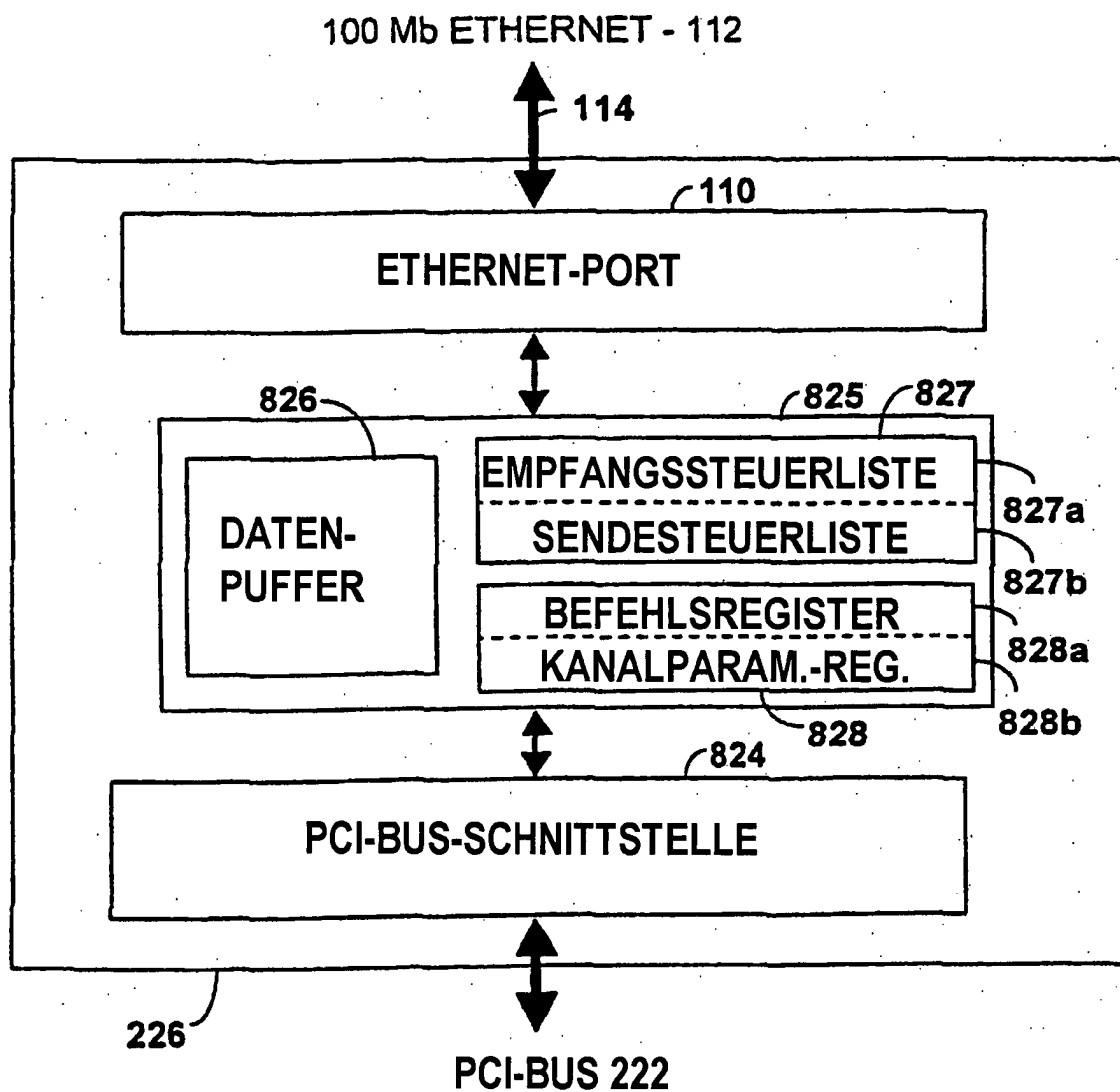 100 Mb ETHERNET - 112
114
110
ETHERNET-PORT
826
825
827
EMPFANGSSTEUERLISTE
827a
DATEN-
PUFFER
SENDESTEUERLISTE
827b
BEFEHLSREGISTER
828a
KANALPARAM.-REG.
828b
828
824
PCI-BUS-SCHNITTSTELLE
226
PCI-BUS 222